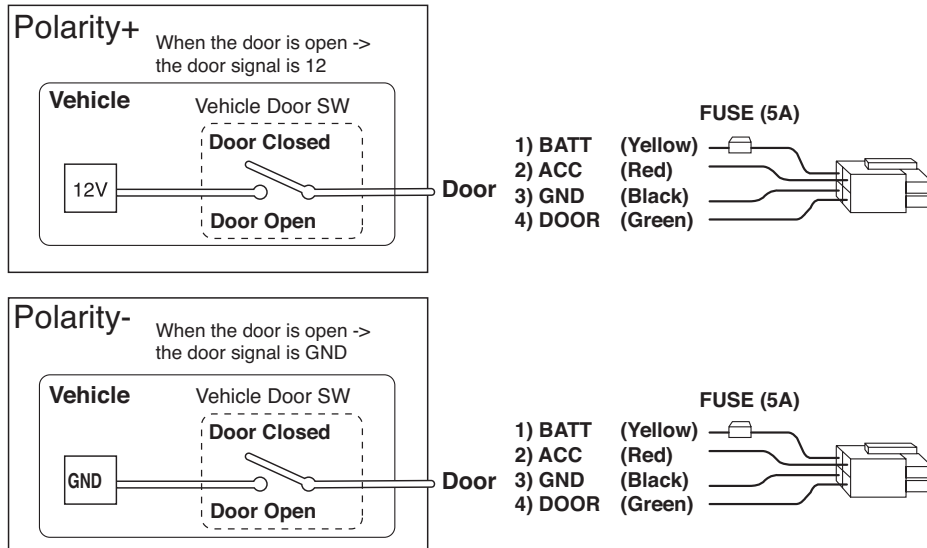 Polarity+
When the door is open ->
the door signal is 12
Vehicle
Vehicle Door SW
Door Closed
12V
Door Open
Door
FUSE (5A)
1) BATT (Yellow)
2) ACC (Red)
3) GND (Black)
4) DOOR (Green)
Polarity-
When the door is open ->
the door signal is GND
Vehicle
Vehicle Door SW
Door Closed
GND
Door Open
Door
FUSE (5A)
1) BATT (Yellow)
2) ACC (Red)
3) GND (Black)
4) DOOR (Green)